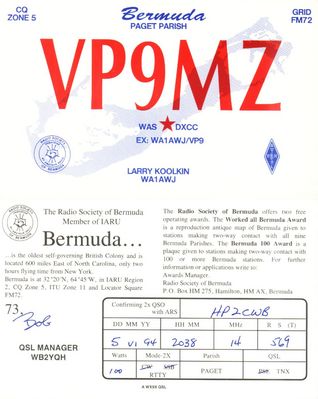 CQ
ZONE 5
Bermuda
PAGET PARISH
GRID
FM72
VP9MZ
WAS ★ DXCC
EX: WA1AWJ/VP9
LARRY KOOLKIN
WA1AWJ
The Radio Society of Bermuda
Member of IARU
Bermuda…
…is the oldest self-governing British Colony and is
located 600 miles East of North Carolina, only two
hours flying time from New York.
Bermuda is at 32°20'N, 64°45'W, in IARU Region
2, CQ Zone 5, ITU Zone 11 and Locator Square
FM72.
73,
Bob
QSL MANAGER
WB2YQH
The Radio Society of Bermuda offers two free
operating awards. The Worked all Bermuda Award
is a reproduction antique map of Bermuda given to
stations making two-way contact with all nine
Bermuda Parishes. The Bermuda 100 Award is a
plaque given to stations making two-way contact with
100 or more Bermuda stations. For further
information or applications write to:
Awards Manager,
Radio Society of Bermuda
P. O. Box HM 275, Hamilton, HM AX, Bermuda
Confirming 2x QSO
with ARS
HP2CWB
DD MM YY HH MM MHz R S (T)
5 VI 94 2038 14 569
Watts Mode-2X Parish QSL
100 RTTY TNX
A WB8K QSL